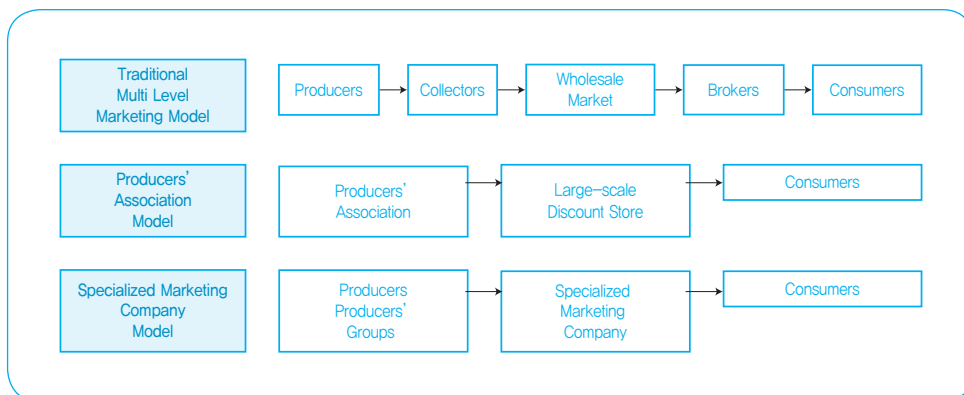 Traditional
Multi Level
Marketing Model
Producers
Collectors
Wholesale
Market
Brokers
Consumers
Producers’
Association
Model
Producers’
Association
Large-scale
Discount Store
Consumers
Specialized Marketing
Company
Model
Producers
Producers’
Groups
Specialized
Marketing
Company
Consumers